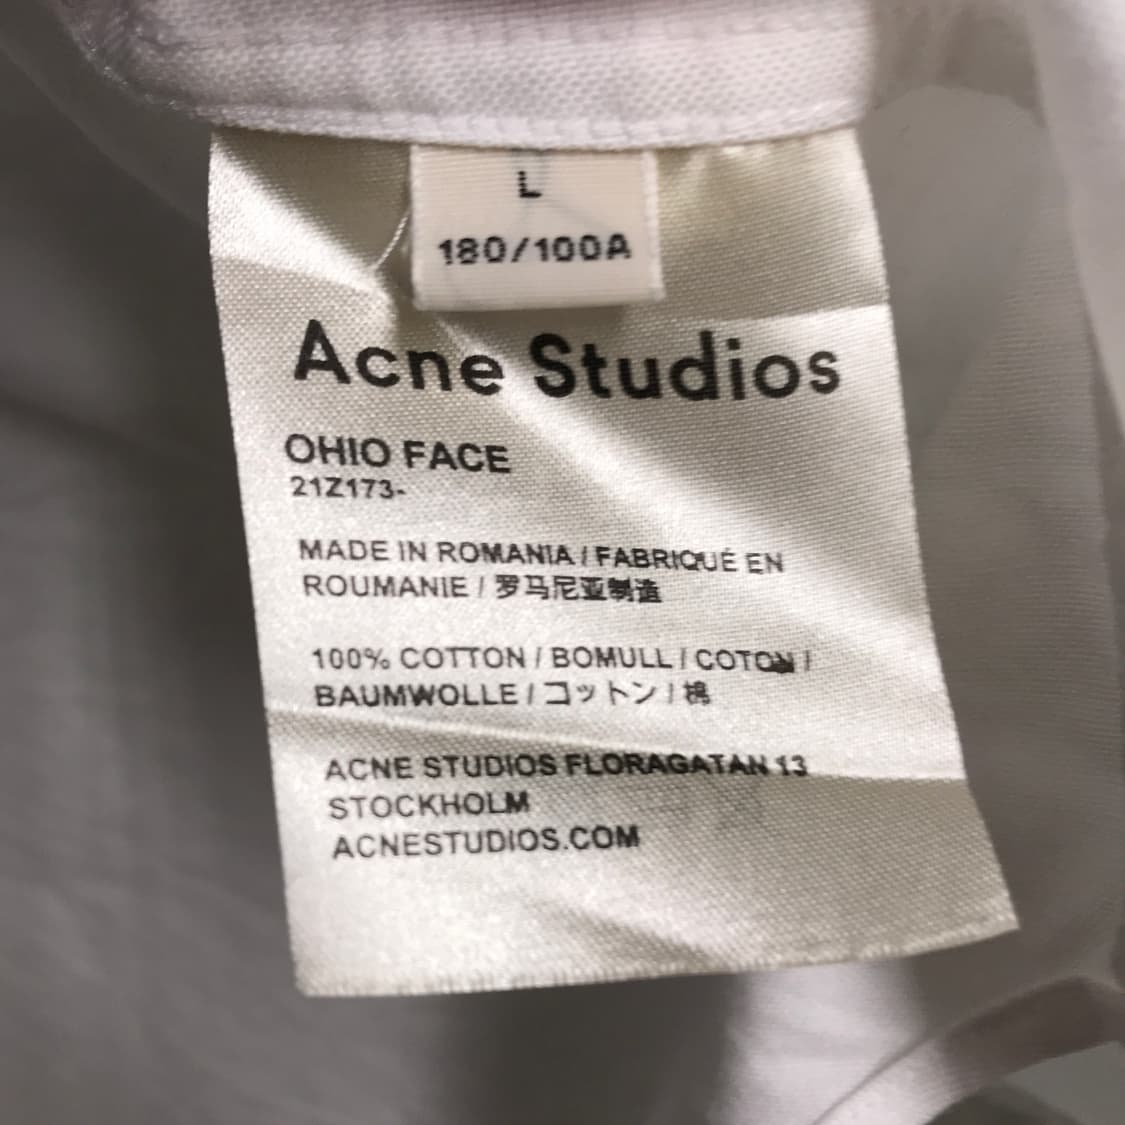 L
180/100A
Acne Studios
OHIO FACE
21Z173-
MADE IN ROMANIA / FABRIQUÉ EN
ROUMANIE / 罗马尼亚制造
100% COTTON / BOMULL / COTON /
BAUMWOLLE / コットン / 棉
ACNE STUDIOS FLORAGATAN 13
STOCKHOLM
ACNESTUDIOS.COM